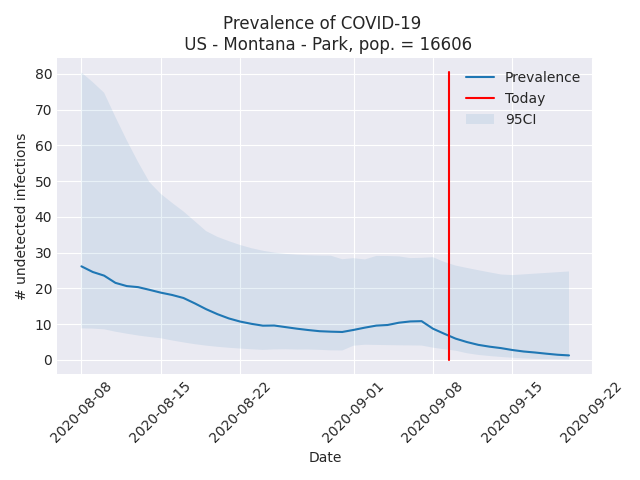 Prevalence of COVID-19
US - Montana - Park, pop. = 16606
Prevalence
Today
95CI
# undetected infections
80
70
60
50
40
30
20
10
0
2020-08-08
2020-08-15
2020-08-22
2020-09-01
2020-09-08
2020-09-15
2020-09-22
Date